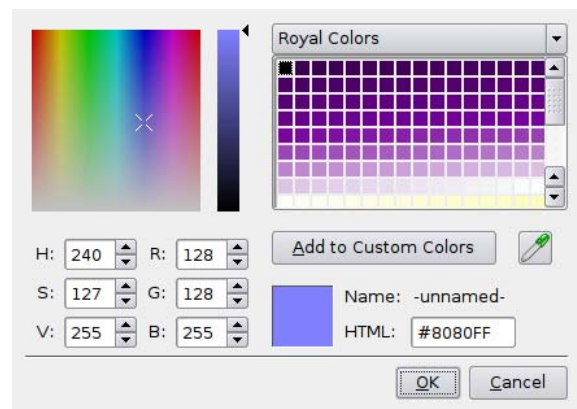 Royal Colors
Add to Custom Colors
H: 240 R: 128
S: 127 G: 128
V: 255 B: 255
Name: -unnamed-
HTML: #8080FF
OK Cancel